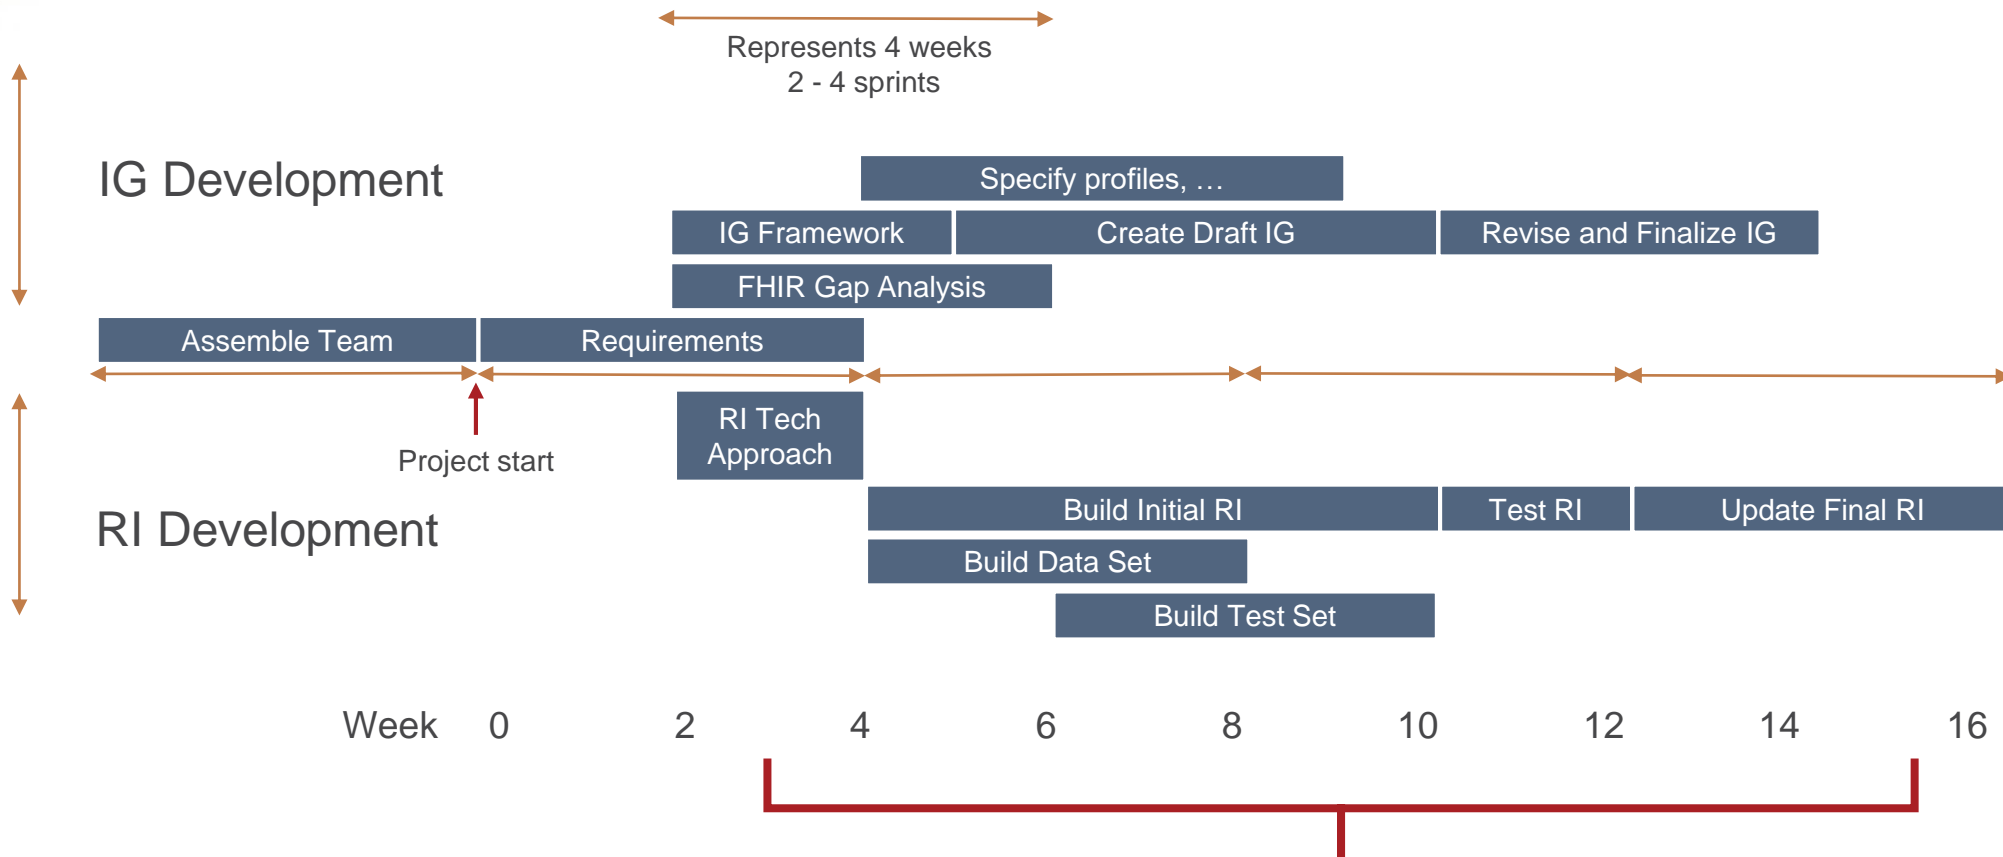 Represents 4 weeks
2 - 4 sprints
IG Development
Specify profiles, …
IG Framework
Create Draft IG
Revise and Finalize IG
FHIR Gap Analysis
Assemble Team
Requirements
RI Tech
Approach
Project start
RI Development
Build Initial RI
Test RI
Update Final RI
Build Data Set
Build Test Set
Week 0 2 4 6 8 10 12 14 16